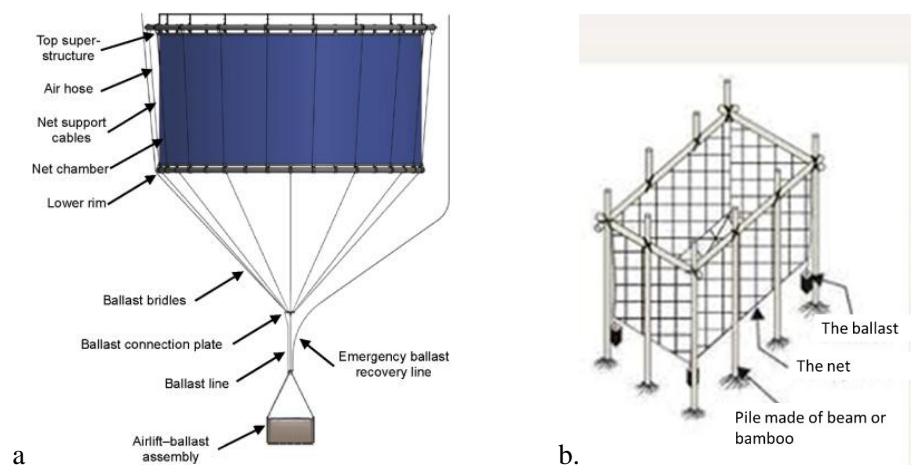 Top super-
structure
Air hose
Net support
cables
Net chamber
Lower rim
Ballast bridles
Ballast connection plate
Emergency ballast
recovery line
Ballast line
Airlift–ballast
assembly
a
The ballast
The net
Pile made of beam or
bamboo
b.